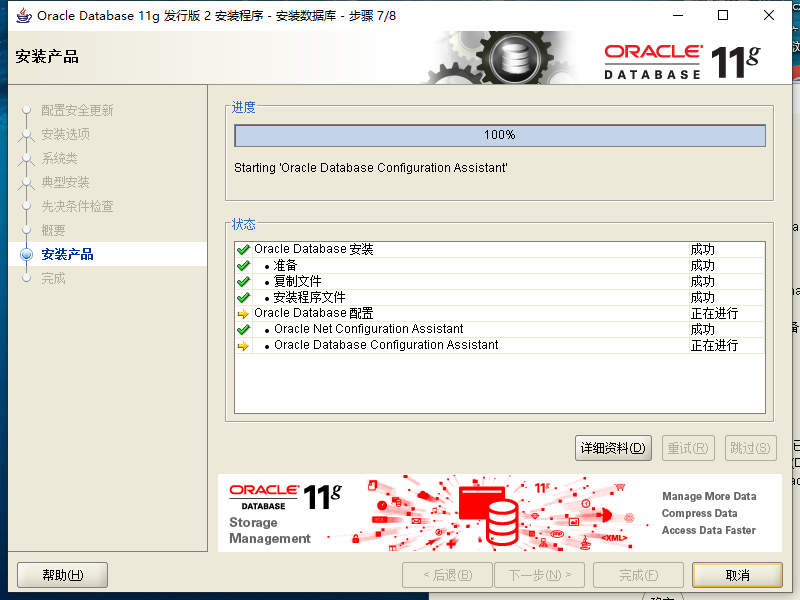 Oracle Database 11g 发行版 2 安装程序 - 安装数据库 - 步骤 7/8
安装产品
ORACLE
DATABASE 11g
配置安全更新
安装选项
系统类
典型安装
先决条件检查
概要
安装产品
完成
进度
100%
Starting 'Oracle Database Configuration Assistant'
状态
Oracle Database 安装 成功
• 准备 成功
• 复制文件 成功
• 安装程序文件 成功
Oracle Database 配置 正在进行
• Oracle Net Configuration Assistant 成功
• Oracle Database Configuration Assistant 正在进行
详细资料(D) 重试(R) 跳过(S)
ORACLE
DATABASE 11g
Storage
Management
11g
<XML>
Manage More Data
Compress Data
Access Data Faster
帮助(H) < 后退(B) 下一步(N) > 完成(F) 取消